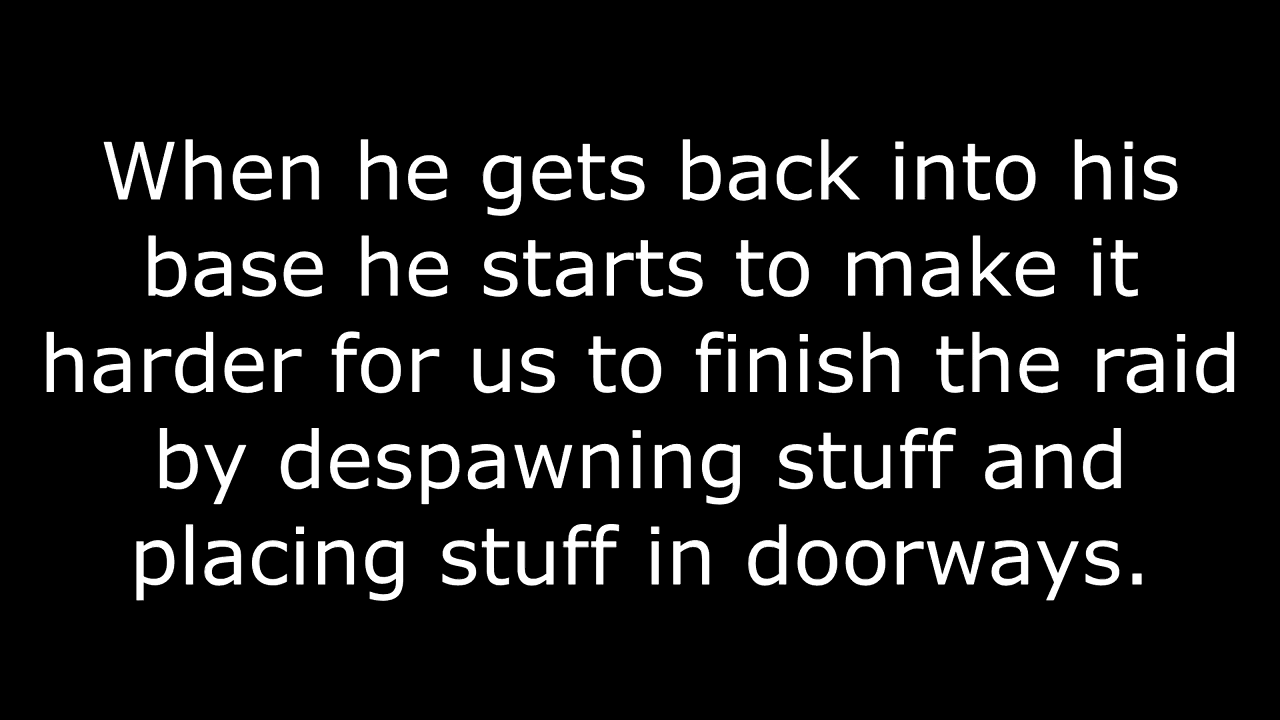 When he gets back into his
base he starts to make it
harder for us to finish the raid
by despawning stuff and
placing stuff in doorways.